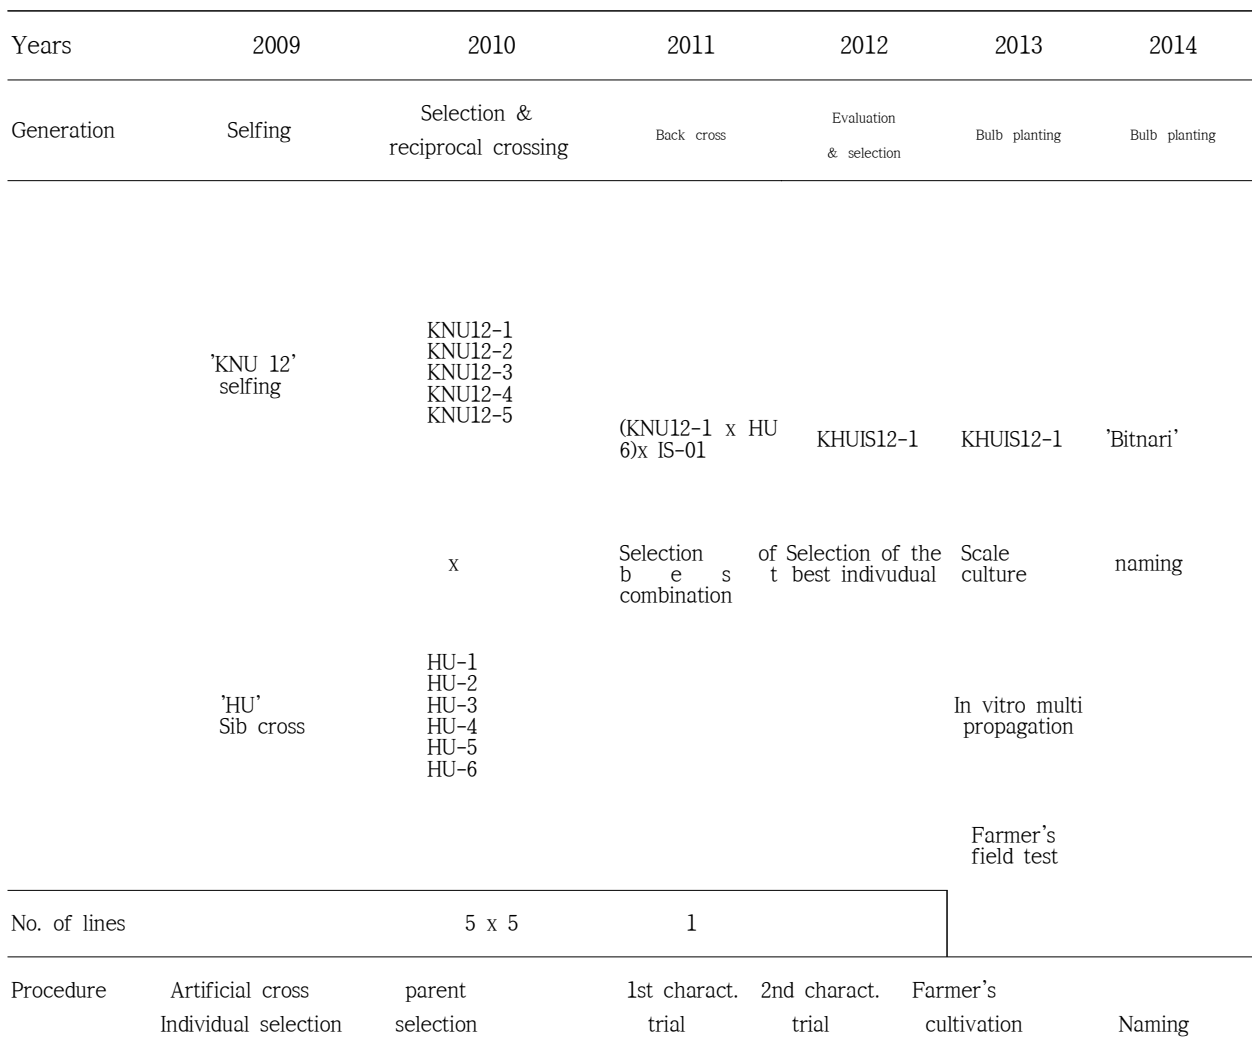 Years 2009 2010 2011 2012 2013 2014
Generation Selfing Selection & reciprocal crossing Back cross Evaluation & selection Bulb planting Bulb planting
'KNU 12'
selfing
KNU12-1
KNU12-2
KNU12-3
KNU12-4
KNU12-5
(KNU12-1 x HU
6)x IS-01
KHUIS12-1
KHUIS12-1
'Bitnari'
x
Selection of
b e s t
combination
Selection of the
best indivudual
Scale
culture
naming
'HU'
Sib cross
HU-1
HU-2
HU-3
HU-4
HU-5
HU-6
In vitro multi
propagation
Farmer's
field test
No. of lines 5 x 5 1
Procedure Artificial cross parent 1st charact. 2nd charact. Farmer's
Individual selection selection trial trial cultivation Naming